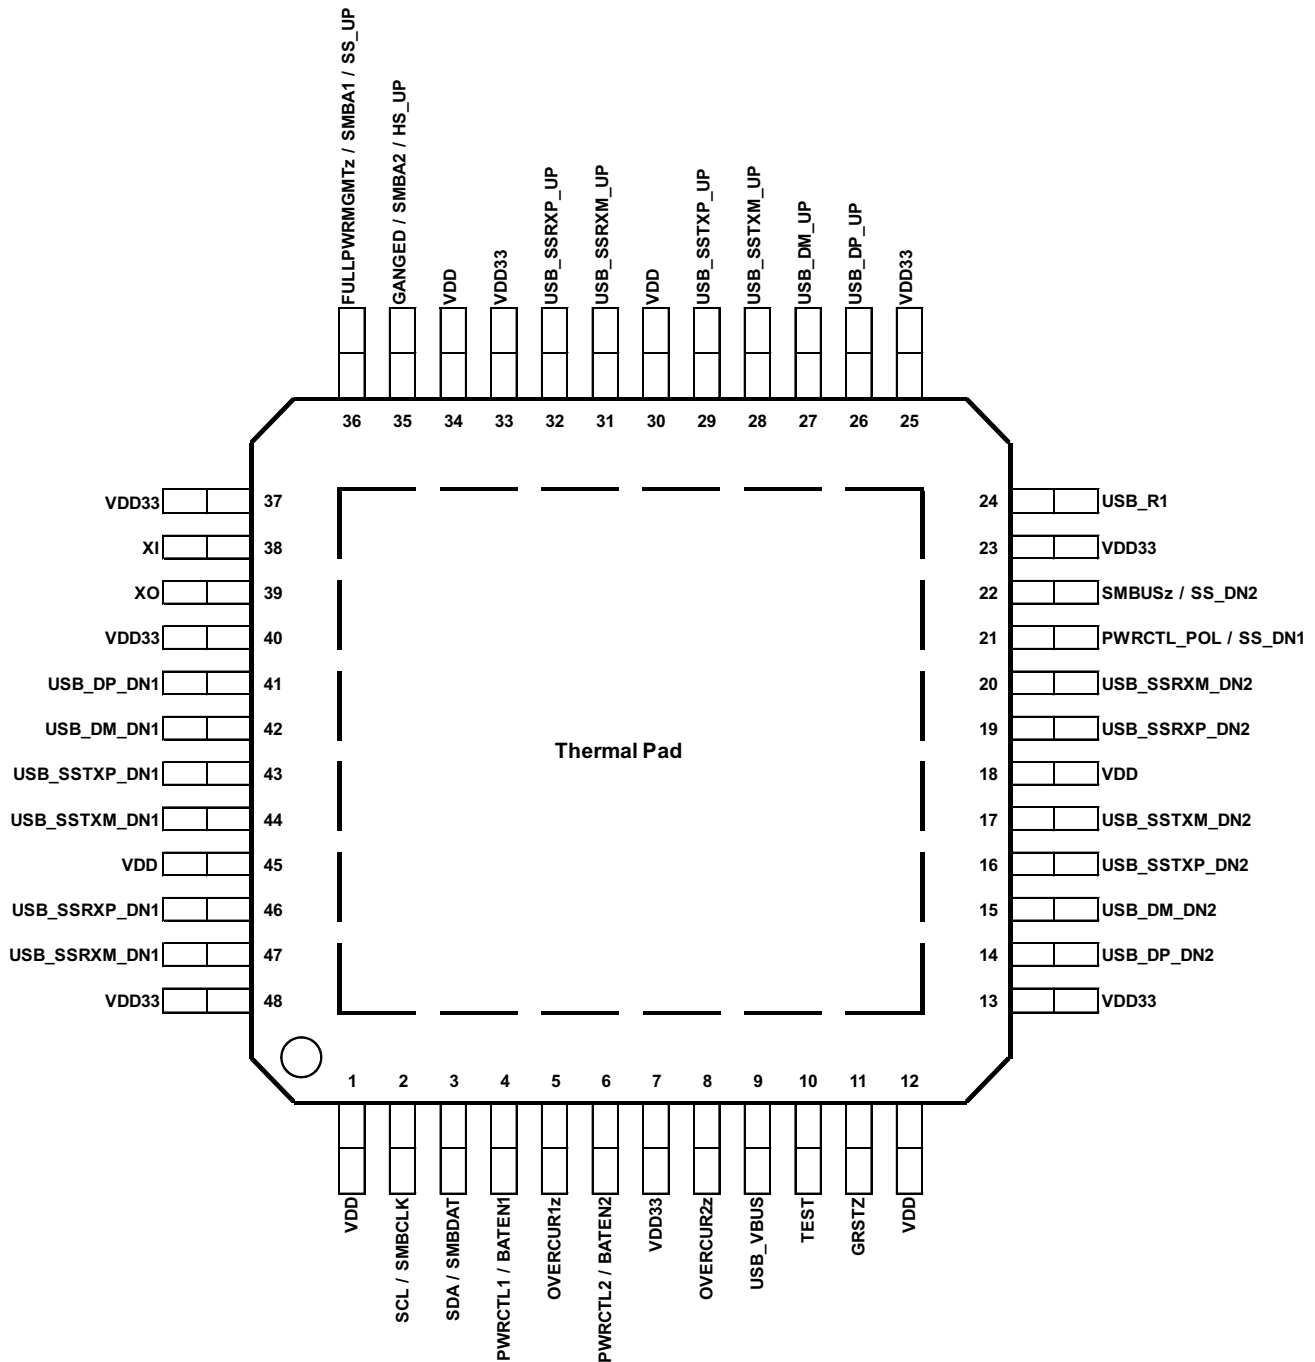 FULLPWRMGMTz / SMBA1 / SS_UP
GANGED / SMBA2 / HS_UP
VDD
VDD33
USB_SSRXP_UP
USB_SSRXM_UP
VDD
USB_SSTXP_UP
USB_SSTXM_UP
USB_DM_UP
USB_DP_UP
VDD33
36 35 34 33 32 31 30 29 28 27 26 25
VDD33 37
XI 38
XO 39
VDD33 40
USB_DP_DN1 41
USB_DM_DN1 42
USB_SSTXP_DN1 43
USB_SSTXM_DN1 44
VDD 45
USB_SSRXP_DN1 46
USB_SSRXM_DN1 47
VDD33 48
Thermal Pad
24 USB_R1
23 VDD33
22 SMBUSz / SS_DN2
21 PWRCTL_POL / SS_DN1
20 USB_SSRXM_DN2
19 USB_SSRXP_DN2
18 VDD
17 USB_SSTXM_DN2
16 USB_SSTXP_DN2
15 USB_DM_DN2
14 USB_DP_DN2
13 VDD33
1 2 3 4 5 6 7 8 9 10 11 12
VDD
SCL / SMBCLK
SDA / SMBDAT
PWRCTL1 / BATEN1
OVERCUR1z
PWRCTL2 / BATEN2
VDD33
OVERCUR2z
USB_VBUS
TEST
GRSTZ
VDD